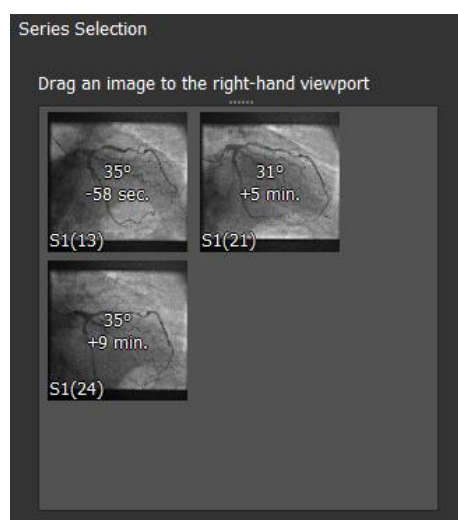 Series Selection
Drag an image to the right-hand viewport
35°
-58 sec.
S1(13)
31°
+5 min.
S1(21)
35°
+9 min.
S1(24)